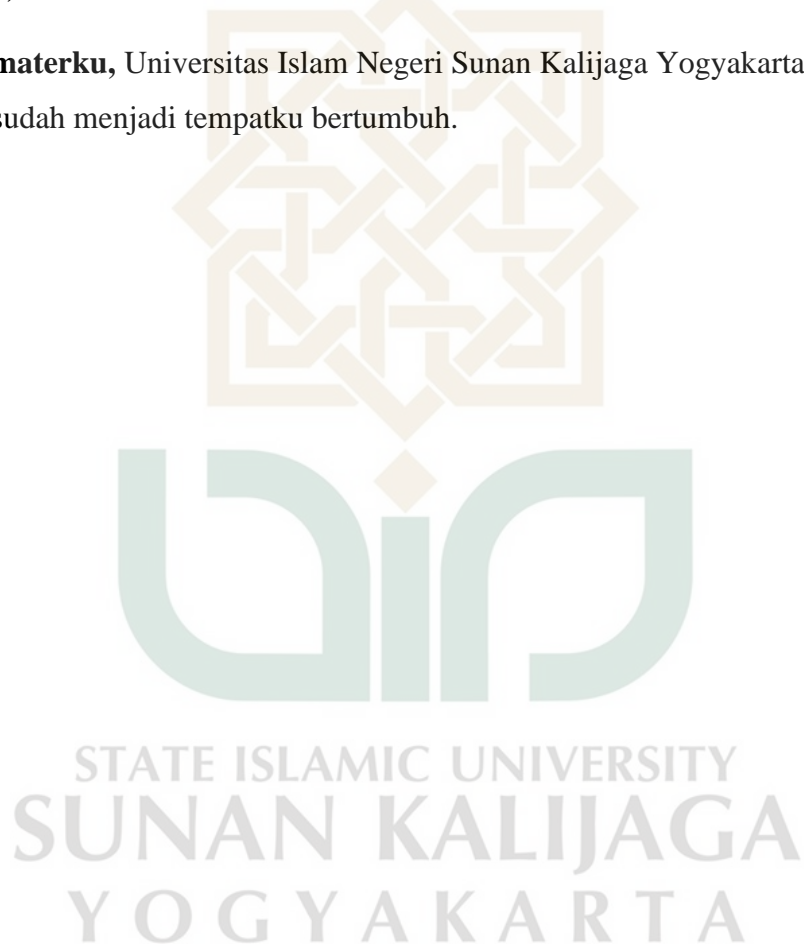 materku, Universitas Islam Negeri Sunan Kalijaga Yogyakarta
sudah menjadi tempatku bertumbuh.
STATE ISLAMIC UNIVERSITY
SUNAN KALIJAGA
YOGYAKARTA